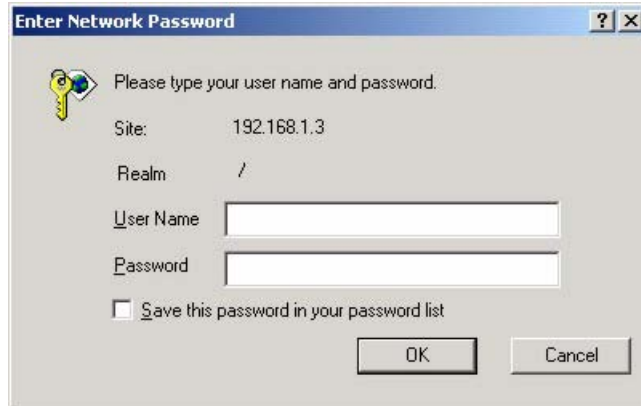 Enter Network Password
Please type your user name and password.
Site: 192.168.1.3
Realm /
User Name
Password
Save this password in your password list
OK Cancel